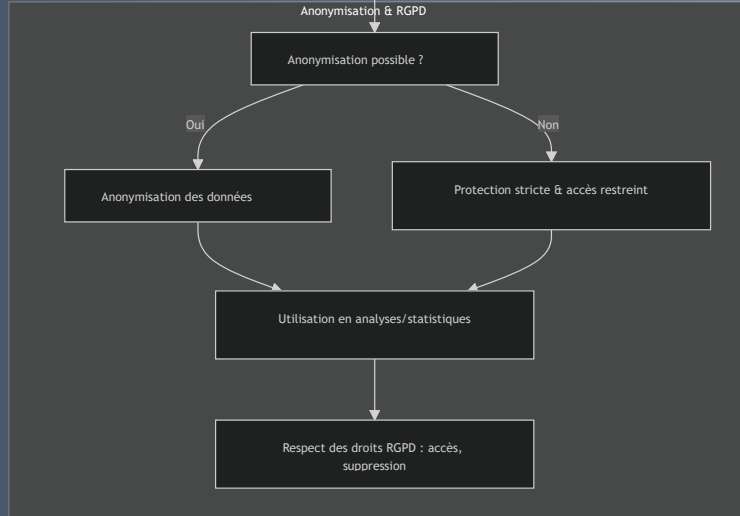 Anonymisation & RGPD
Anonymisation possible ?
Oui
Non
Anonymisation des données
Protection stricte & accès restreint
Utilisation en analyses/statistiques
Respect des droits RGPD : accès,
suppression